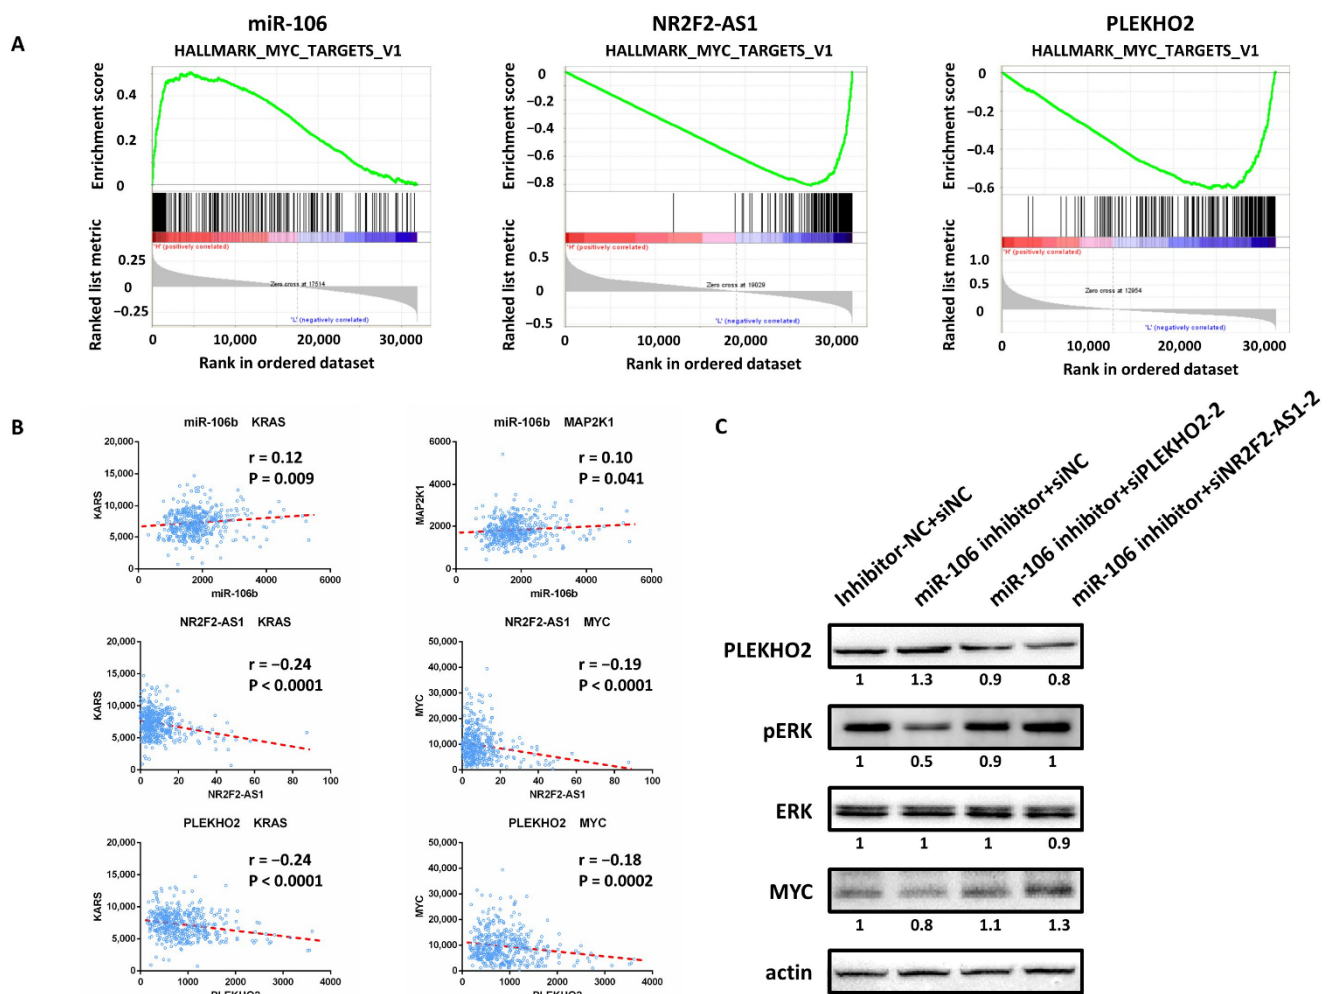 A
miR-106
HALLMARK_MYC_TARGETS_V1
Enrichment score
0.4
0.2
0
'H' (positively correlated)
Ranked list metric
0.25
0
−0.25
Zero cross at 17514
'L' (negatively correlated)
0 10,000 20,000 30,000
Rank in ordered dataset
NR2F2-AS1
HALLMARK_MYC_TARGETS_V1
Enrichment score
0
−0.2
−0.4
−0.6
−0.8
'H' (positively correlated)
Ranked list metric
0.5
0
−0.5
Zero cross at 19029
'L' (negatively correlated)
0 10,000 20,000 30,000
Rank in ordered dataset
PLEKHO2
HALLMARK_MYC_TARGETS_V1
Enrichment score
0
−0.2
−0.4
−0.6
'H' (positively correlated)
Ranked list metric
1.0
0.5
0
Zero cross at 12954
'L' (negatively correlated)
0 10,000 20,000 30,000
Rank in ordered dataset
B
miR-106b KRAS
r = 0.12
P = 0.009
KARS
20,000
15,000
10,000
5,000
0
0 2000 4000 6000
miR-106b
miR-106b MAP2K1
r = 0.10
P = 0.041
MAP2K1
6000
4000
2000
0
0 1000 2000 3000 4000 5000 6000
miR-106b
NR2F2-AS1 KRAS
r = −0.24
P < 0.0001
KARS
20,000
15,000
10,000
5,000
0
0 20 40 60 80 100
NR2F2-AS1
NR2F2-AS1 MYC
r = −0.19
P < 0.0001
MYC
50,000
40,000
30,000
20,000
10,000
0
0 20 40 60 80 100
NR2F2-AS1
PLEKHO2 KRAS
r = −0.24
P < 0.0001
KARS
20,000
15,000
10,000
5,000
0
0 1000 2000 3000 4000
PLEKHO2
PLEKHO2 MYC
r = −0.18
P = 0.0002
MYC
50,000
40,000
30,000
20,000
10,000
0
0 1000 2000 3000 4000
PLEKHO2
C
Inhibitor-NC+siNC
miR-106 inhibitor+siNC
miR-106 inhibitor+siPLEKHO2-2
miR-106 inhibitor+siNR2F2-AS1-2
PLEKHO2
1 1.3 0.9 0.8
pERK
1 0.5 0.9 1
ERK
1 1 1 0.9
MYC
1 0.8 1.1 1.3
actin